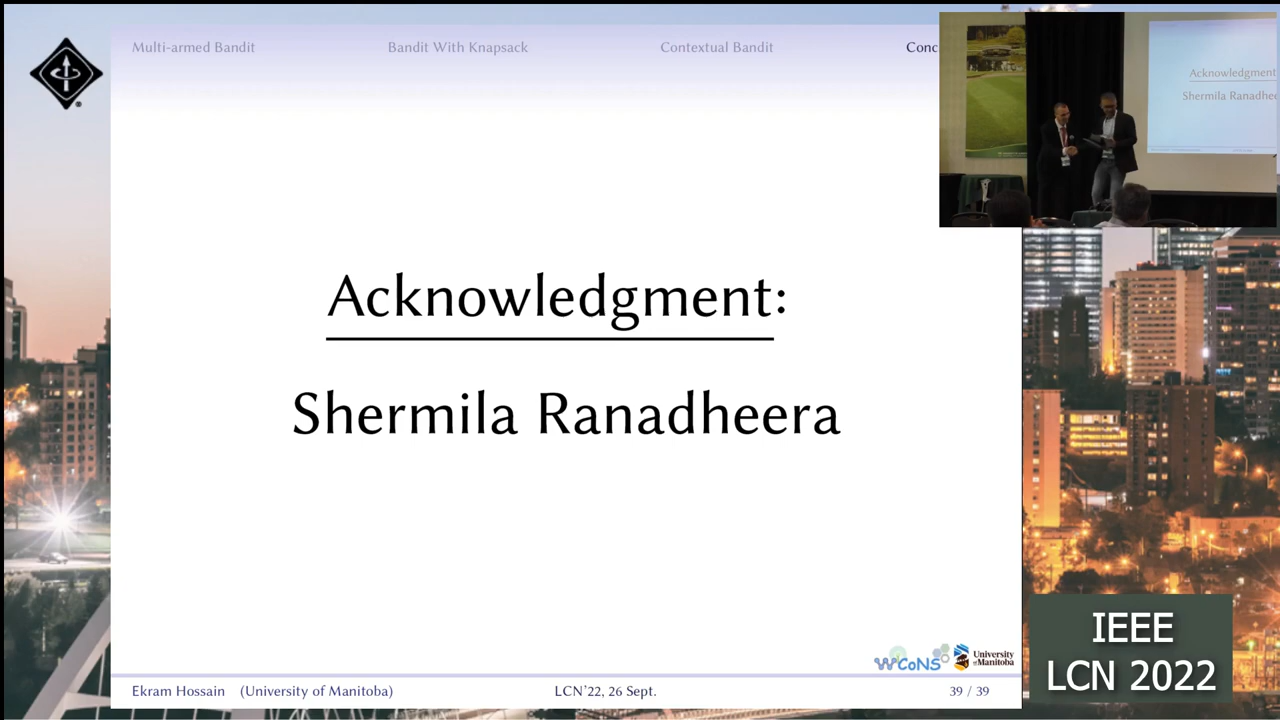 Multi-armed Bandit
Bandit With Knapsack
Contextual Bandit
Conc
Acknowledgment
Shermila Ranadhee
Acknowledgment:
Shermila Ranadheera
WCoNS
University
of Manitoba
Ekram Hossain (University of Manitoba)
LCN'22, 26 Sept.
39 / 39
IEEE
LCN 2022